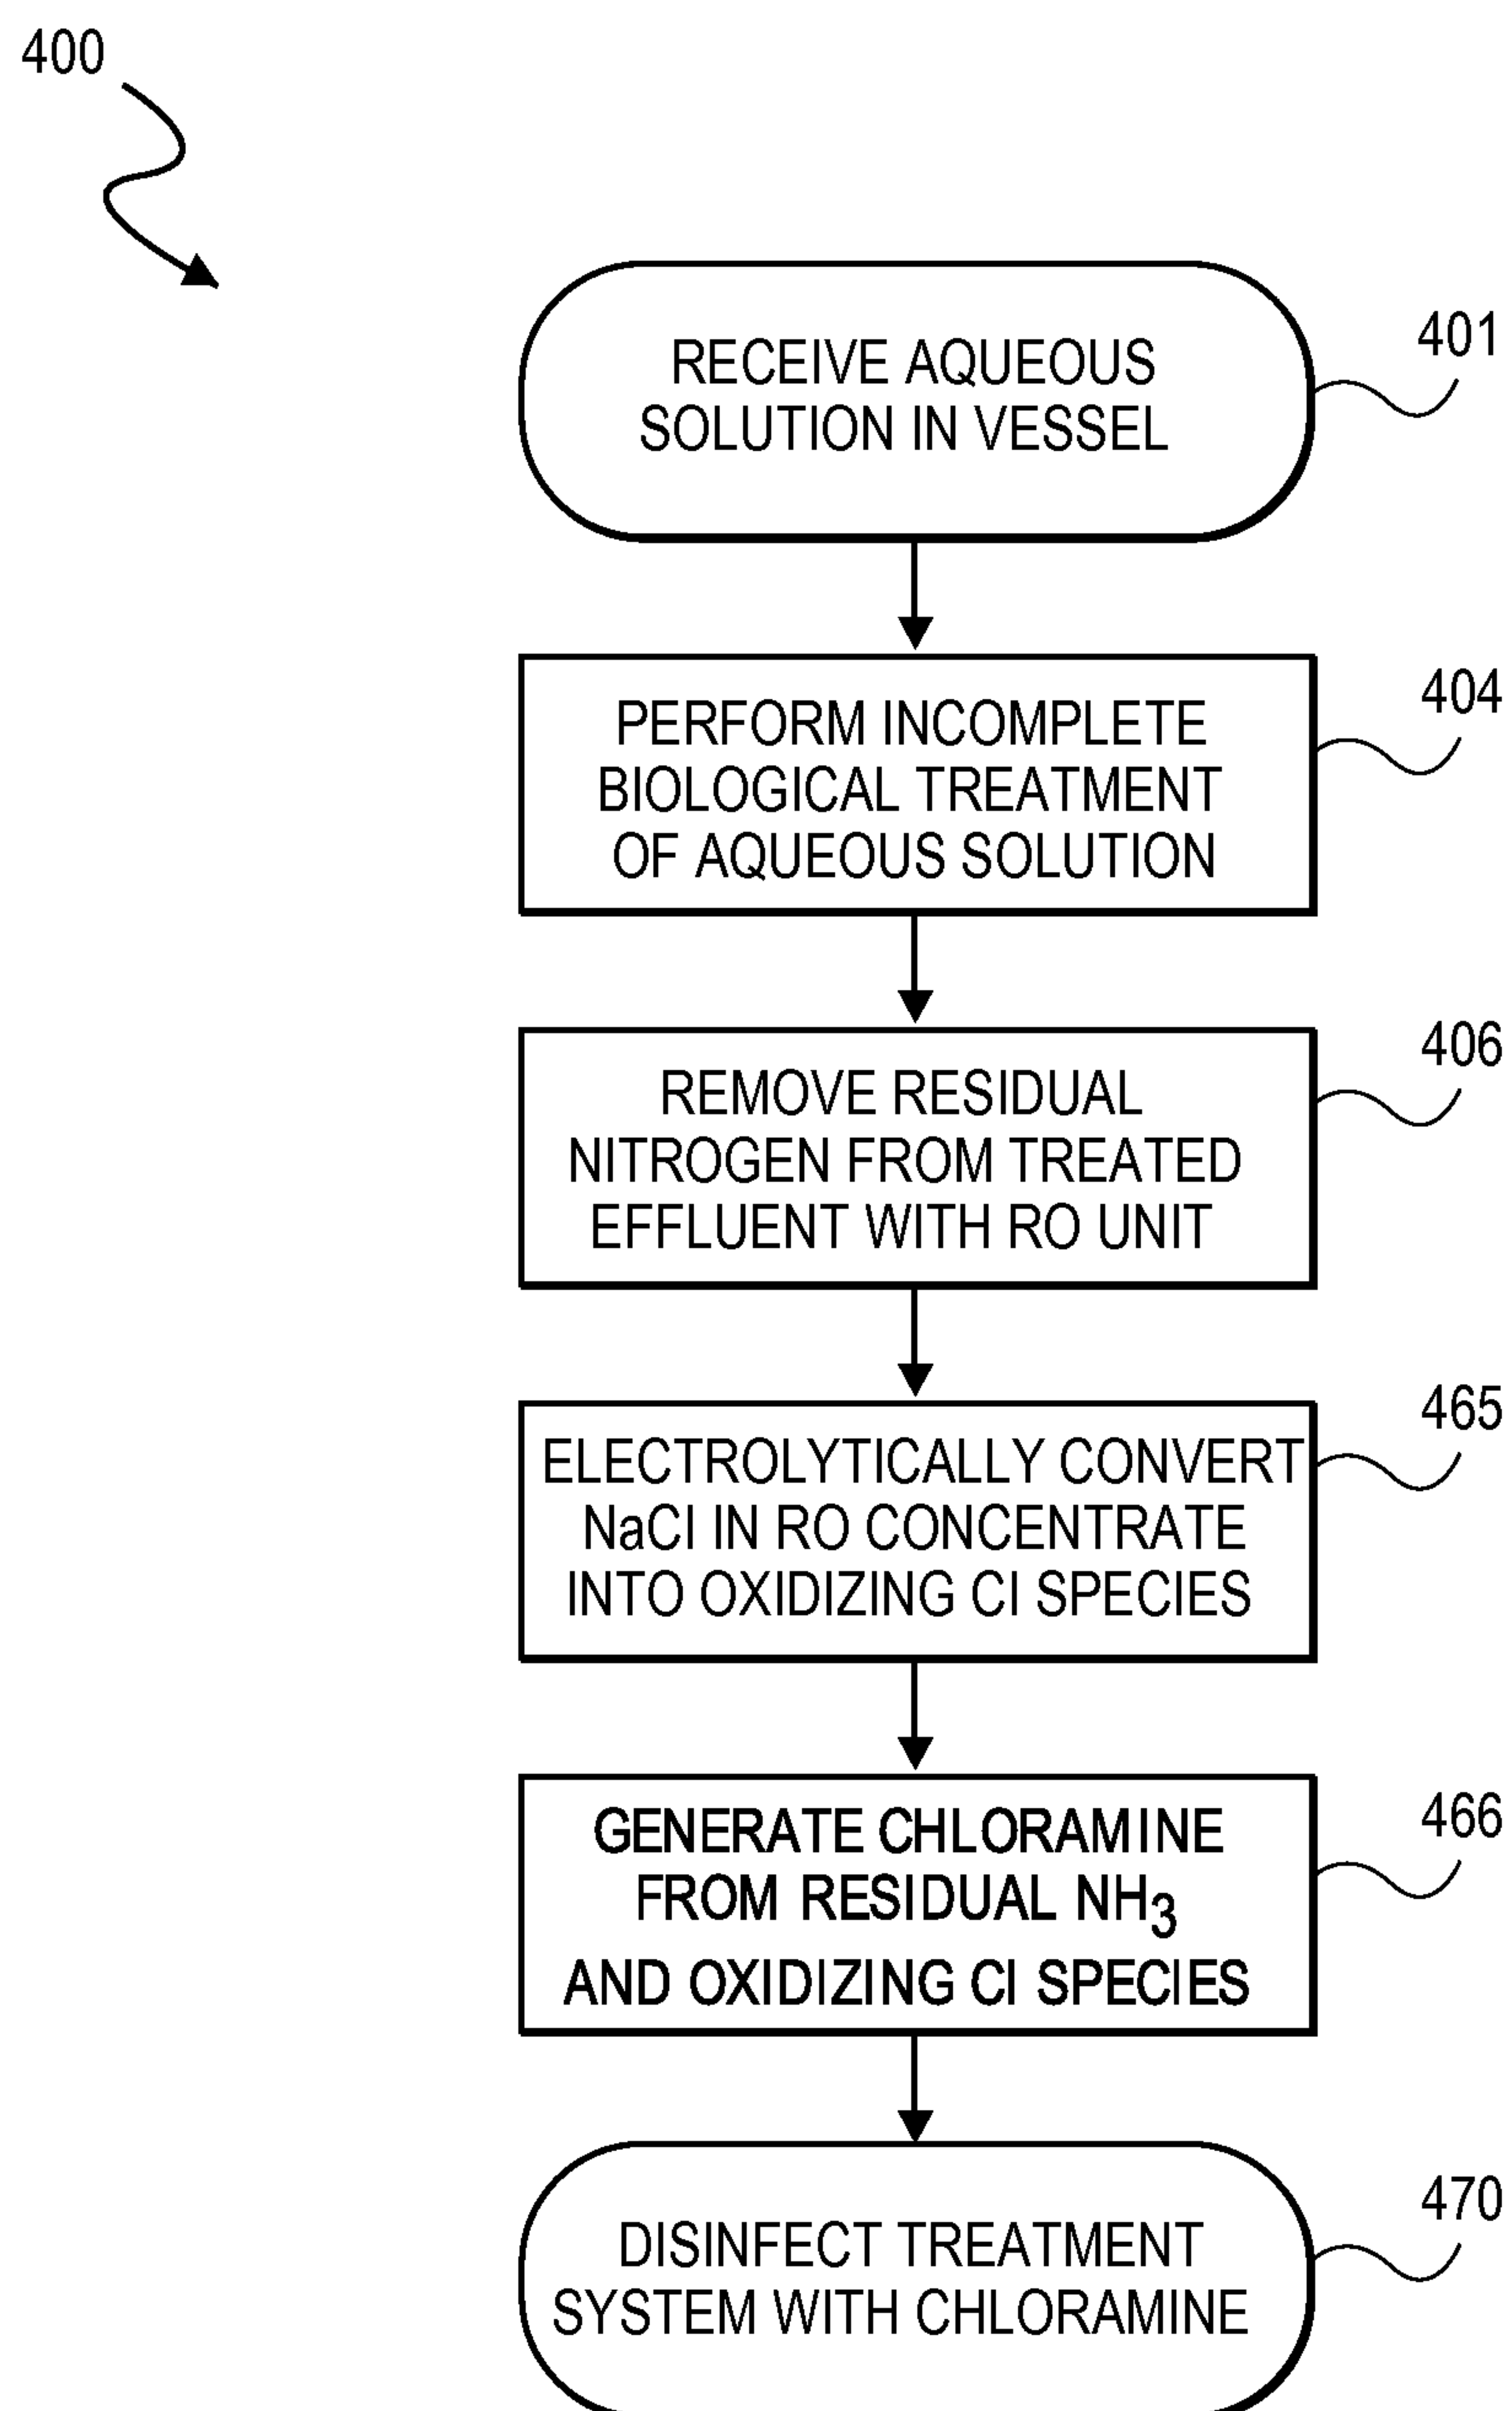 400
RECEIVE AQUEOUS
SOLUTION IN VESSEL
401
PERFORM INCOMPLETE
BIOLOGICAL TREATMENT
OF AQUEOUS SOLUTION
404
REMOVE RESIDUAL
NITROGEN FROM TREATED
EFFLUENT WITH RO UNIT
406
ELECTROLYTICALLY CONVERT
NaCl IN RO CONCENTRATE
INTO OXIDIZING Cl SPECIES
465
GENERATE CHLORAMINE
FROM RESIDUAL NH3
AND OXIDIZING Cl SPECIES
466
DISINFECT TREATMENT
SYSTEM WITH CHLORAMINE
470